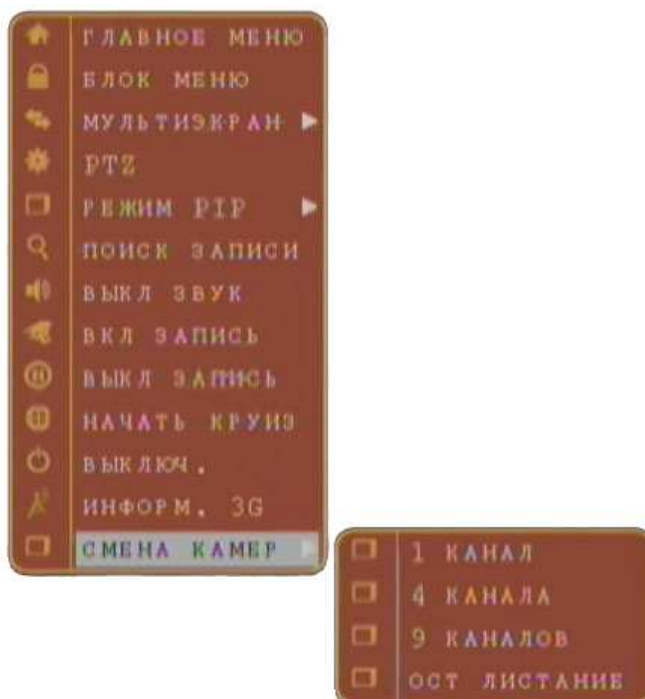 ГЛАВНОЕ МЕНЮ
БЛОК МЕНЮ
МУЛЬТИЭКРАН
PTZ
РЕЖИМ PIP
ПОИСК ЗАПИСИ
ВЫКЛ ЗВУК
ВКЛ ЗАПИСЬ
ВЫКЛ ЗАПИСЬ
НАЧАТЬ КРУИЗ
ВЫКЛЮЧ.
ИНФОРМ. 3G
СМЕНА КАМЕР
1 КАНАЛ
4 КАНАЛА
9 КАНАЛОВ
ОСТ ЛИСТАНИЕ